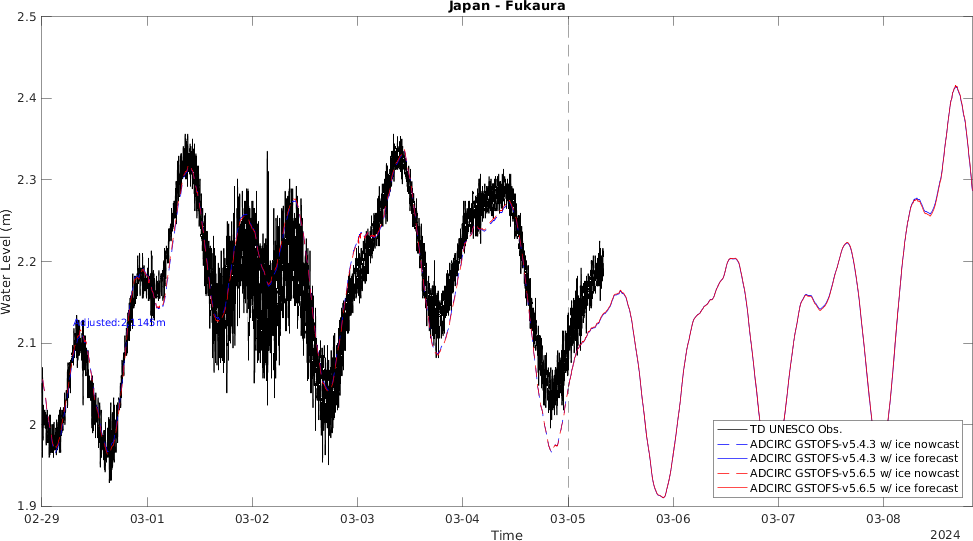 Japan - Fukaura
2.5
2.4
2.3
2.2
2.1
2
1.9
Water Level (m)
Adjusted:2.1145m
02-29
03-01
03-02
03-03
03-04
03-05
03-06
03-07
03-08
Time
2024
TD UNESCO Obs.
ADCIRC GSTOFS-v5.4.3 w/ ice nowcast
ADCIRC GSTOFS-v5.4.3 w/ ice forecast
ADCIRC GSTOFS-v5.6.5 w/ ice nowcast
ADCIRC GSTOFS-v5.6.5 w/ ice forecast